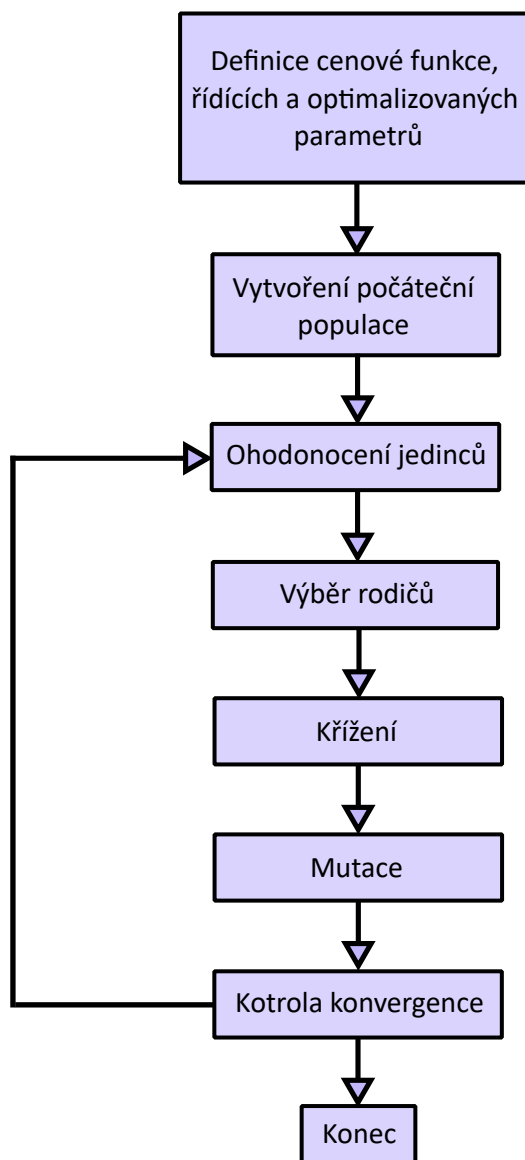 Definice cenové funkce,
řídících a optimalizovaných
parametrů
Vytvoření počáteční
populace
Ohodonocení jedinců
Výběr rodičů
Křížení
Mutace
Kotrola konvergence
Konec